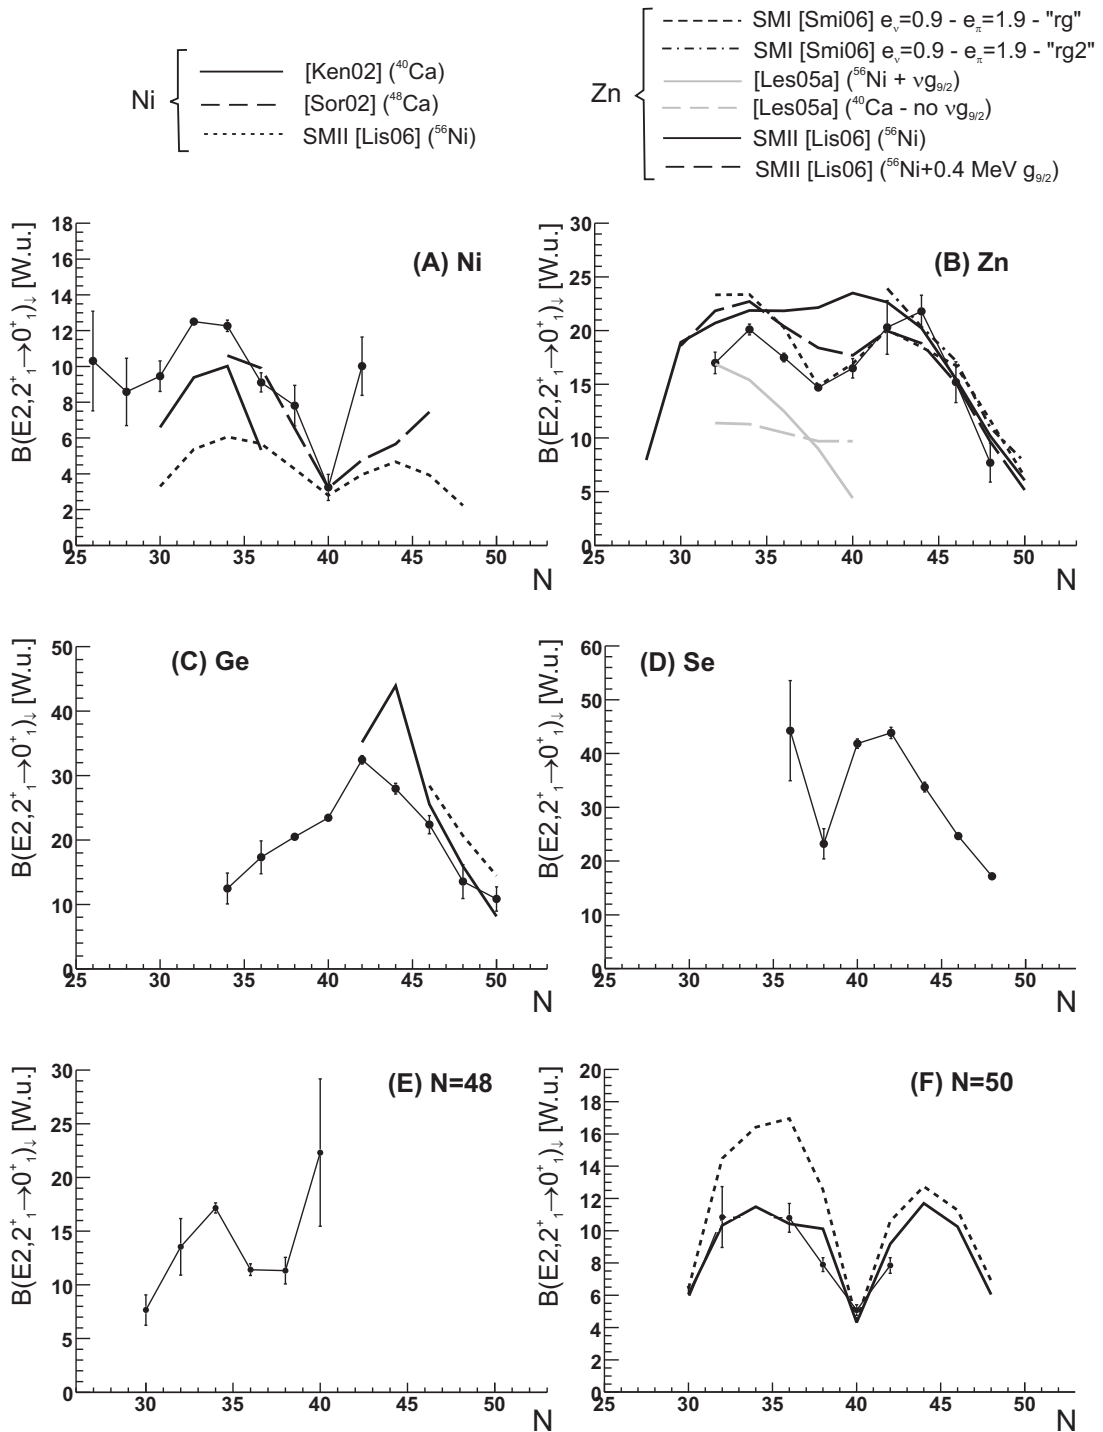 Ni
[Ken02] (⁴⁰Ca)
[Sor02] (⁴⁸Ca)
SMII [Lis06] (⁵⁶Ni)
Zn
SMI [Smi06] eᵥ=0.9 - e_π=1.9 - "rg"
SMI [Smi06] eᵥ=0.9 - e_π=1.9 - "rg2"
[Les05a] (⁵⁶Ni + νg9/2)
[Les05a] (⁴⁰Ca - no νg9/2)
SMII [Lis06] (⁵⁶Ni)
SMII [Lis06] (⁵⁶Ni+0.4 MeV g9/2)
B(E2,2⁺₁→0⁺₁)↓ [W.u.]
18
16
14
12
10
8
6
4
2
0
(A) Ni
25 30 35 40 45 50
N
B(E2,2⁺₁→0⁺₁)↓ [W.u.]
30
25
20
15
10
5
0
(B) Zn
25 30 35 40 45 50
N
B(E2,2⁺₁→0⁺₁)↓ [W.u.]
50
40
30
20
10
0
(C) Ge
25 30 35 40 45 50
N
B(E2,2⁺₁→0⁺₁)↓ [W.u.]
60
50
40
30
20
10
0
(D) Se
25 30 35 40 45 50
N
B(E2,2⁺₁→0⁺₁)↓ [W.u.]
30
25
20
15
10
5
0
(E) N=48
30 35 40 45 50
N
B(E2,2⁺₁→0⁺₁)↓ [W.u.]
20
18
16
14
12
10
8
6
4
2
0
(F) N=50
25 30 35 40 45 50
N